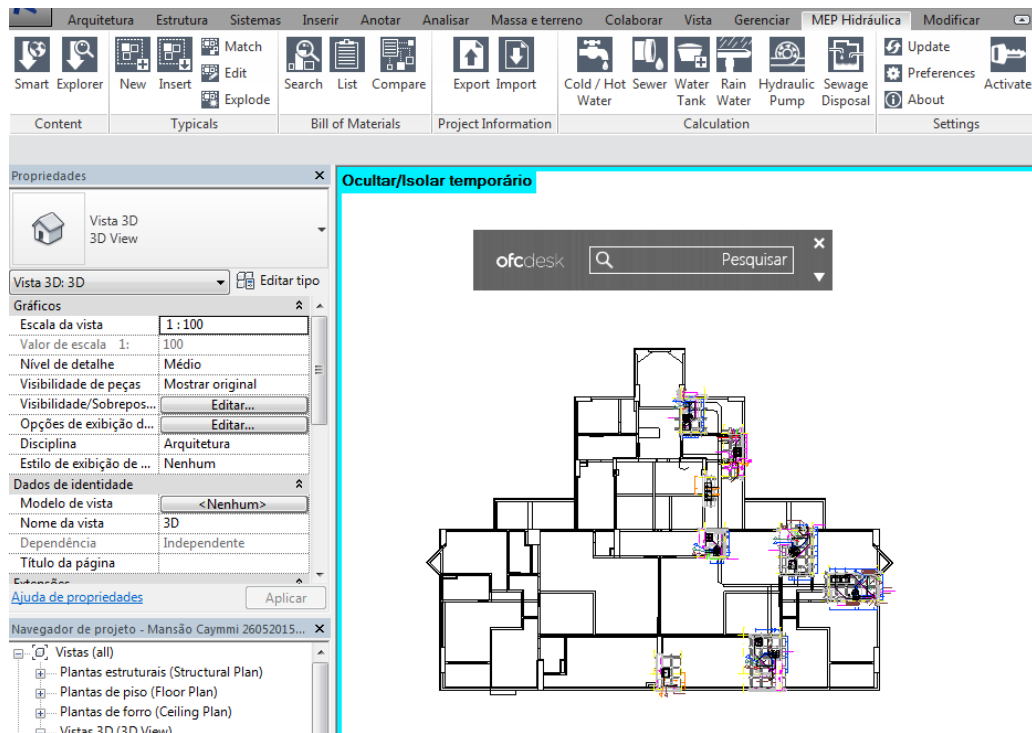 Arquitetura Estrutura Sistemas Inserir Anotar Analisar Massa e terreno Colaborar Vista Gerenciar MEP Hidráulica Modificar
Smart Explorer New Insert Match Edit Explode Search List Compare Export Import Cold / Hot Water Sewer Water Tank Rain Water Hydraulic Pump Sewage Disposal Update Preferences About Activate
Content Typicals Bill of Materials Project Information Calculation Settings
Propriedades
Vista 3D
3D View
Vista 3D: 3D Editar tipo
Gráficos
Escala da vista 1 : 100
Valor de escala 1: 100
Nível de detalhe Médio
Visibilidade de peças Mostrar original
Visibilidade/Sobrepos... Editar...
Opções de exibição d... Editar...
Disciplina Arquitetura
Estilo de exibição de ... Nenhum
Dados de identidade
Modelo de vista <Nenhum>
Nome da vista 3D
Dependência Independente
Título da página
Extensões
Ajuda de propriedades Aplicar
Navegador de projeto - Mansão Caymmi 26052015...
Vistas (all)
Plantas estruturais (Structural Plan)
Plantas de piso (Floor Plan)
Plantas de forro (Ceiling Plan)
Vistas 3D (3D View)
Ocultar/Isolar temporário
ofcdesk Pesquisar